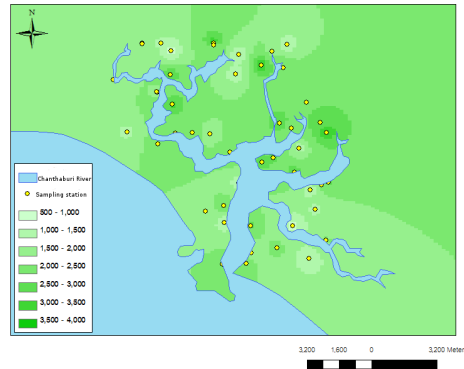 N
Chanthaburi River
Sampling station
500 - 1,000
1,000 - 1,500
1,500 - 2,000
2,000 - 2,500
2,500 - 3,000
3,000 - 3,500
3,500 - 4,000
3,200 1,600 0 3,200 Meter